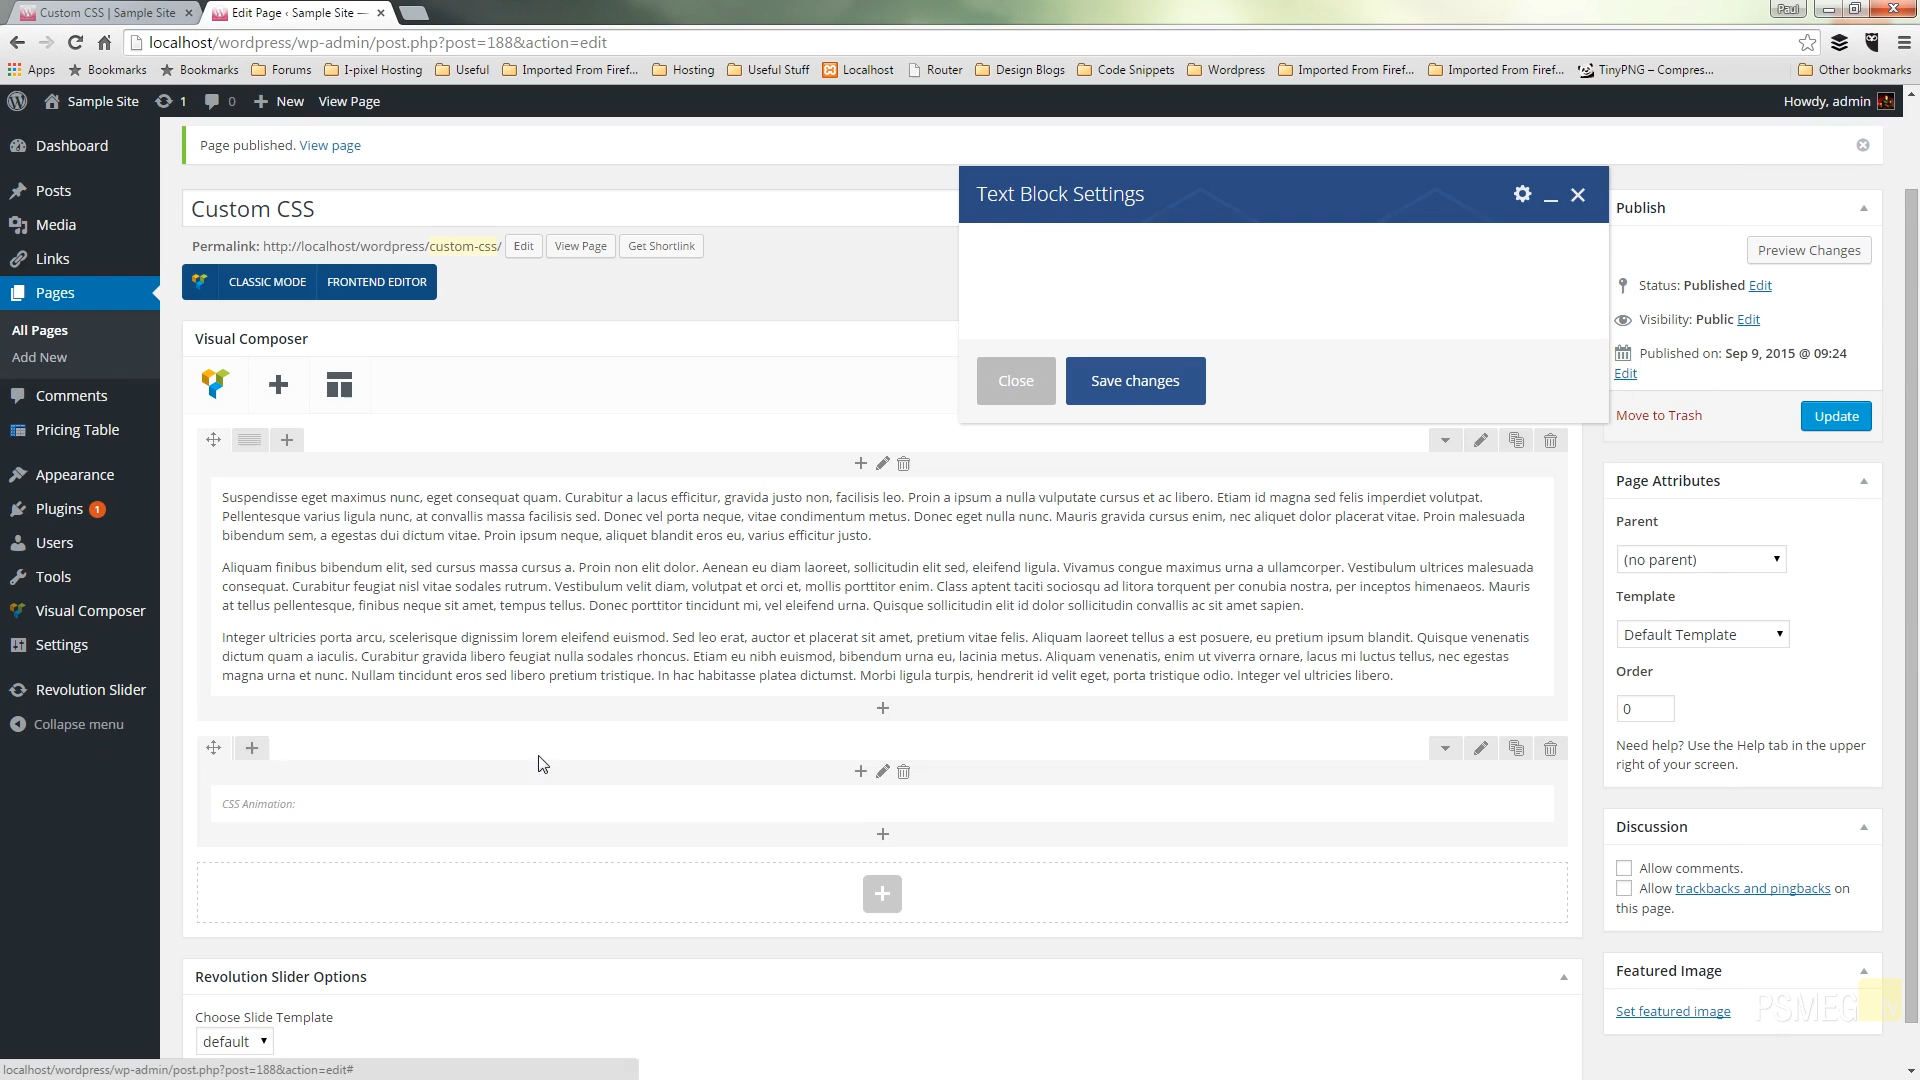 Custom CSS | Sample Site
Edit Page ‹ Sample Site —
Paul
localhost/wordpress/wp-admin/post.php?post=188&action=edit
Apps
Bookmarks
Bookmarks
Forums
I-pixel Hosting
Useful
Imported From Firef...
Hosting
Useful Stuff
Localhost
Router
Design Blogs
Code Snippets
Wordpress
Imported From Firef...
Imported From Firef...
TinyPNG – Compres...
Other bookmarks
Sample Site
1
0
New
View Page
Howdy, admin
Dashboard
Posts
Media
Links
Pages
All Pages
Add New
Comments
Pricing Table
Appearance
Plugins 1
Users
Tools
Visual Composer
Settings
Revolution Slider
Collapse menu
Page published. View page
Custom CSS
Permalink: http://localhost/wordpress/custom-css/ Edit View Page Get Shortlink
CLASSIC MODE FRONTEND EDITOR
Visual Composer
Text Block Settings
Close
Save changes
Suspendisse eget maximus nunc, eget consequat quam. Curabitur a lacus efficitur, gravida justo non, facilisis leo. Proin a ipsum a nulla vulputate cursus et ac libero. Etiam id magna sed felis imperdiet volutpat.
Pellentesque varius ligula nunc, at convallis massa facilisis sed. Donec vel porta neque, vitae condimentum metus. Donec eget nulla nunc. Mauris gravida cursus enim, nec aliquet dolor placerat vitae. Proin malesuada
bibendum sem, a egestas dui dictum vitae. Proin ipsum neque, aliquet blandit eros eu, varius efficitur justo.
Aliquam finibus bibendum elit, sed cursus massa cursus a. Proin non elit dolor. Aenean eu diam laoreet, sollicitudin elit sed, eleifend ligula. Vivamus congue maximus urna a ullamcorper. Vestibulum ultrices malesuada
consequat. Curabitur feugiat nisl vitae sodales rutrum. Vestibulum velit diam, volutpat et orci et, mollis porttitor enim. Class aptent taciti sociosqu ad litora torquent per conubia nostra, per inceptos himenaeos. Mauris
at tellus pellentesque, finibus neque sit amet, tempus tellus. Donec porttitor tincidunt mi, vel eleifend urna. Quisque sollicitudin elit id dolor sollicitudin convallis ac sit amet sapien.
Integer ultricies porta arcu, scelerisque dignissim lorem eleifend euismod. Sed leo erat, auctor et placerat sit amet, pretium vitae felis. Aliquam laoreet tellus a est posuere, eu pretium ipsum blandit. Quisque venenatis
dictum quam a iaculis. Curabitur gravida libero feugiat nulla sodales rhoncus. Etiam eu nibh euismod, bibendum urna eu, lacinia metus. Aliquam venenatis, enim ut viverra ornare, lacus mi luctus tellus, nec egestas
magna urna et nunc. Nullam tincidunt eros sed libero pretium tristique. In hac habitasse platea dictumst. Morbi ligula turpis, hendrerit id velit eget, porta tristique odio. Integer vel ultricies libero.
CSS Animation:
Revolution Slider Options
Choose Slide Template
default
Publish
Preview Changes
Status: Published Edit
Visibility: Public Edit
Published on: Sep 9, 2015 @ 09:24
Edit
Move to Trash
Update
Page Attributes
Parent
(no parent)
Template
Default Template
Order
0
Need help? Use the Help tab in the upper
right of your screen.
Discussion
Allow comments.
Allow trackbacks and pingbacks on
this page.
Featured Image
Set featured image
PSMEG
localhost/wordpress/wp-admin/post.php?post=188&action=edit#